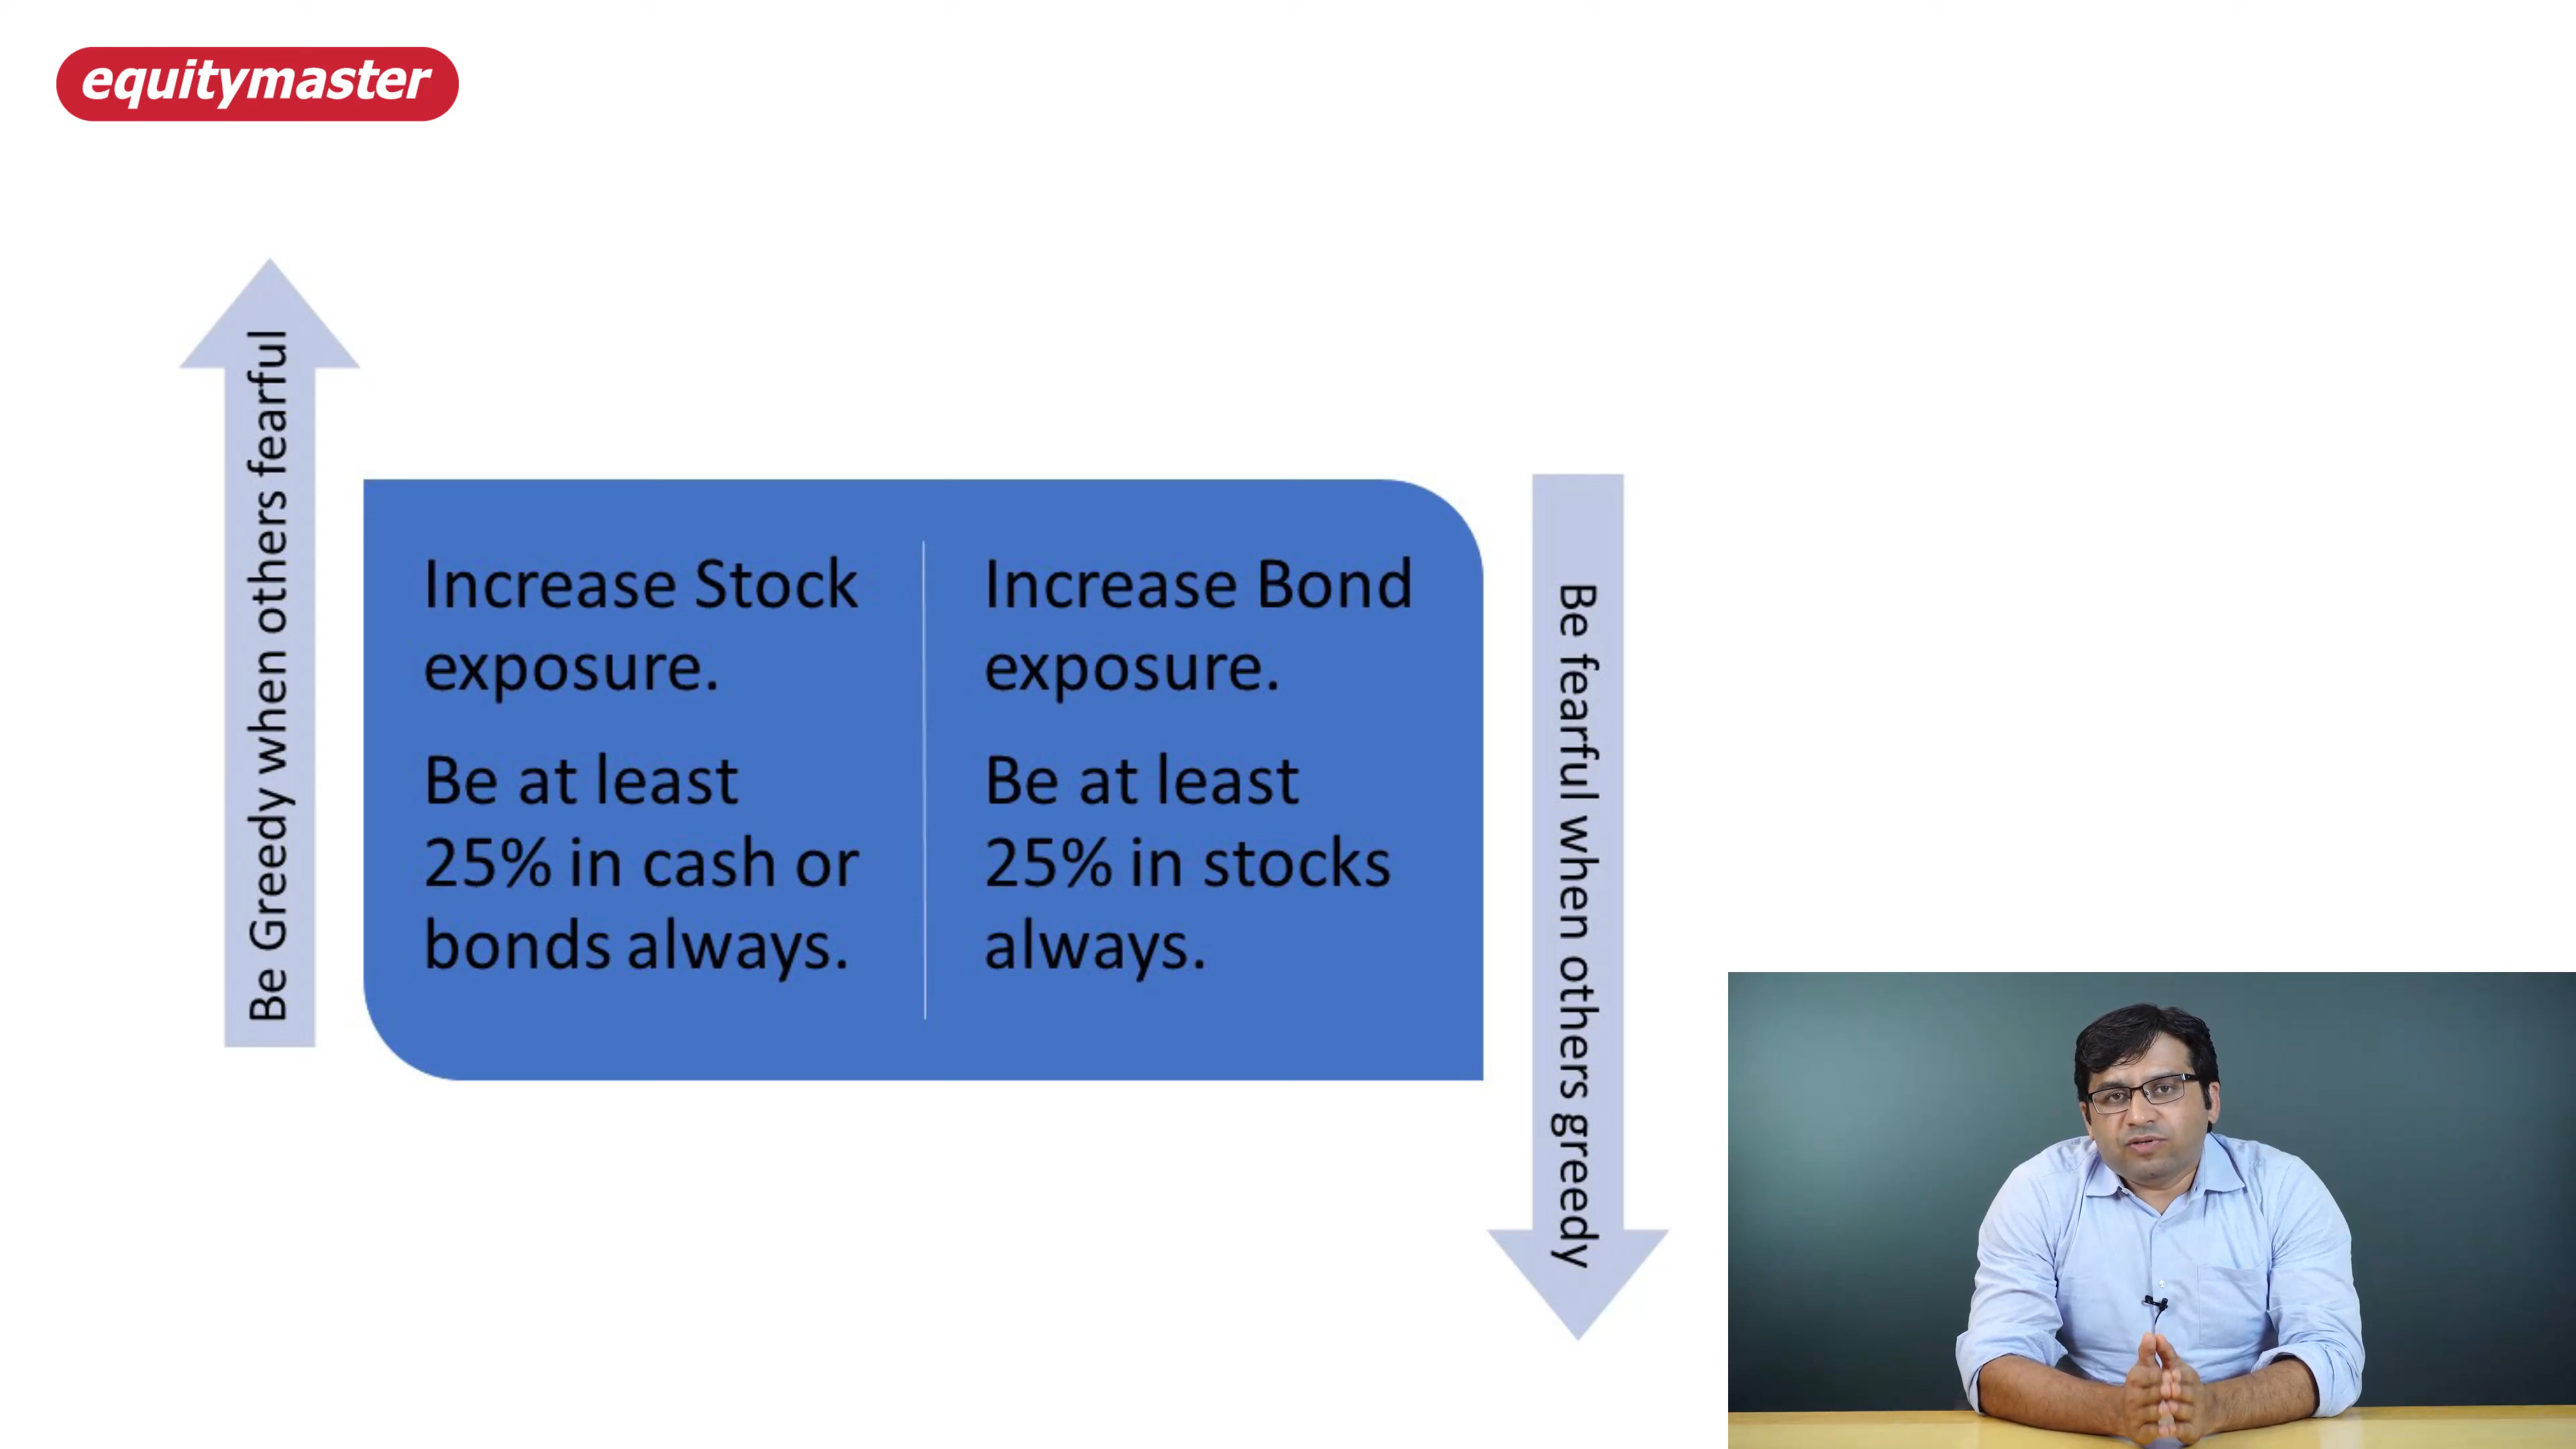 equitymaster
Be Greedy when others fearful
Increase Stock
exposure.
Be at least
25% in cash or
bonds always.
Increase Bond
exposure.
Be at least
25% in stocks
always.
Be fearful when others greedy